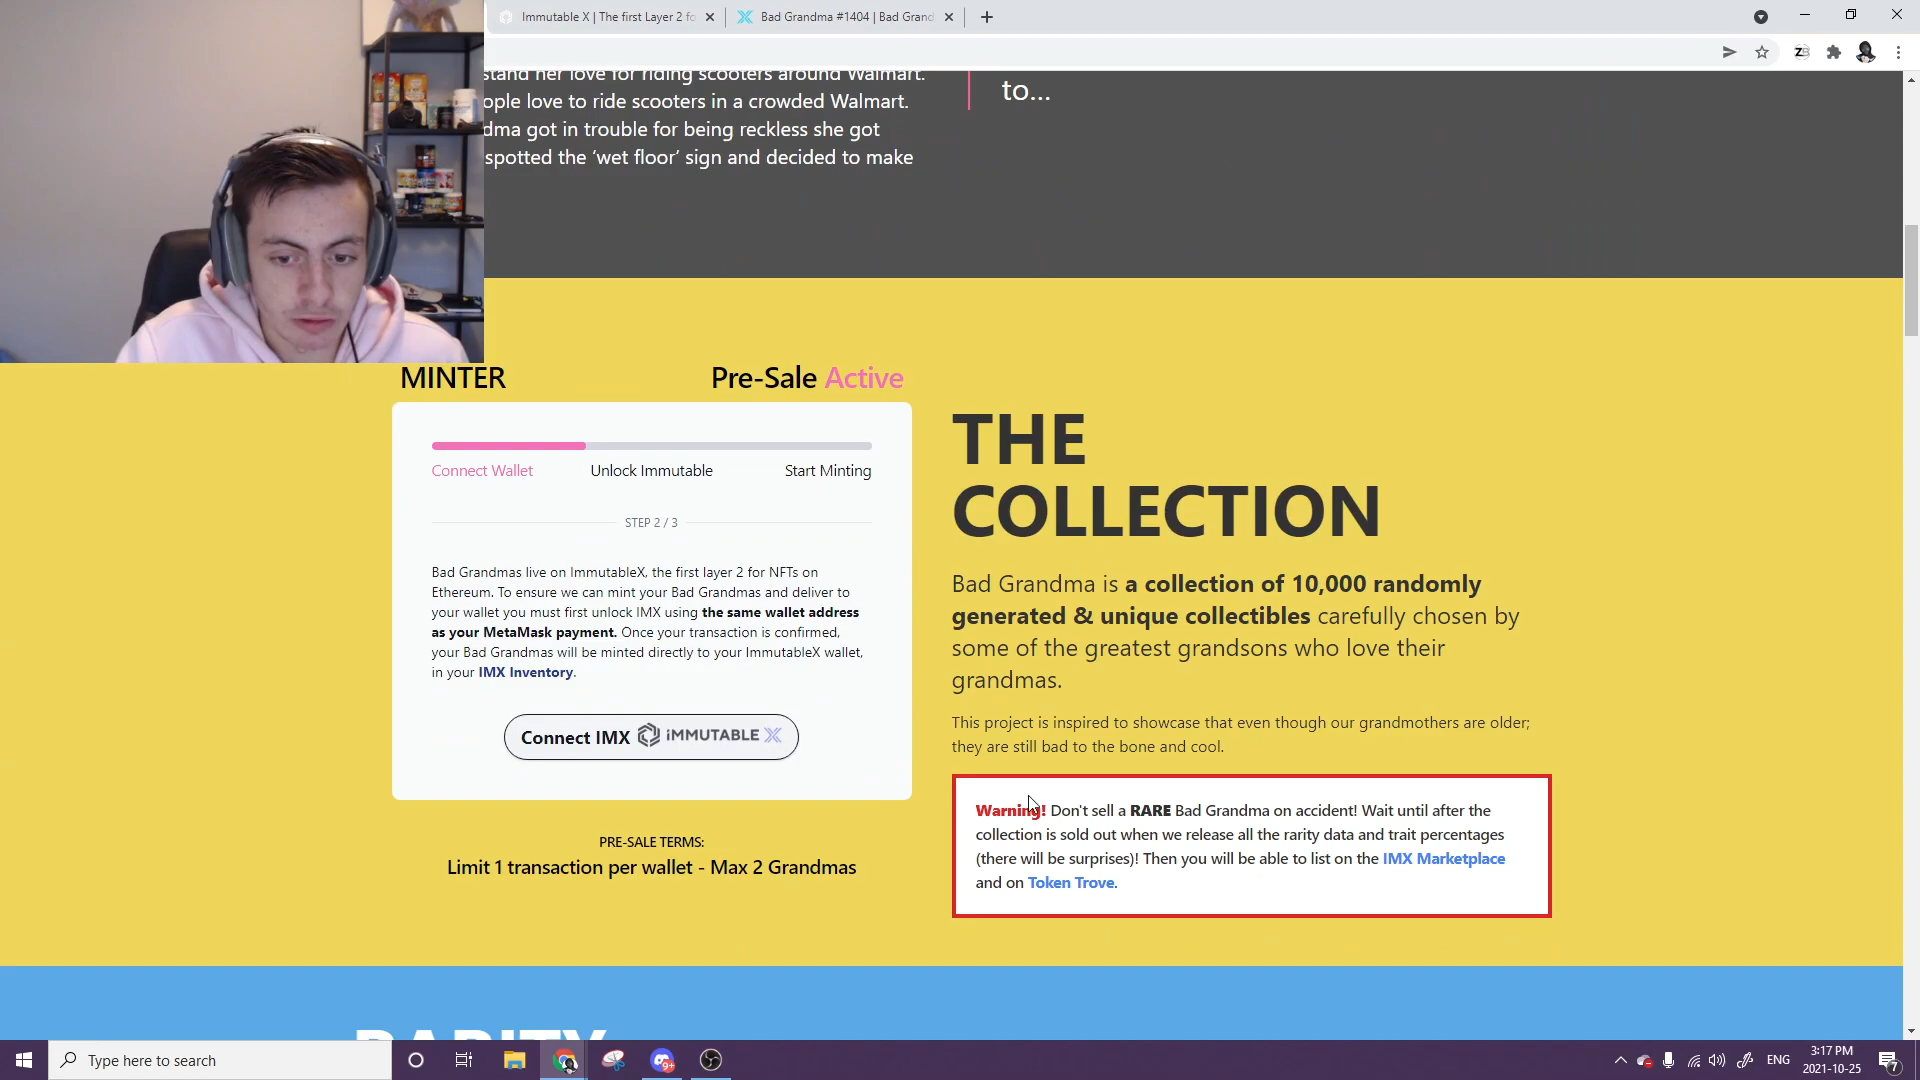 Immutable X | The first Layer 2 fo
Bad Grandma #1404 | Bad Grand
stand her love for riding scooters around Walmart.
ople love to ride scooters in a crowded Walmart.
dma got in trouble for being reckless she got
spotted the ‘wet floor’ sign and decided to make
to...
MINTER
Pre-Sale Active
Connect Wallet
Unlock Immutable
Start Minting
STEP 2 / 3
Bad Grandmas live on ImmutableX, the first layer 2 for NFTs on
Ethereum. To ensure we can mint your Bad Grandmas and deliver to
your wallet you must first unlock IMX using the same wallet address
as your MetaMask payment. Once your transaction is confirmed,
your Bad Grandmas will be minted directly to your ImmutableX wallet,
in your IMX Inventory.
Connect IMX iMMUTABLE X
PRE-SALE TERMS:
Limit 1 transaction per wallet - Max 2 Grandmas
THE
COLLECTION
Bad Grandma is a collection of 10,000 randomly
generated & unique collectibles carefully chosen by
some of the greatest grandsons who love their
grandmas.
This project is inspired to showcase that even though our grandmothers are older;
they are still bad to the bone and cool.
Warning! Don't sell a RARE Bad Grandma on accident! Wait until after the
collection is sold out when we release all the rarity data and trait percentages
(there will be surprises)! Then you will be able to list on the IMX Marketplace
and on Token Trove.
RARITY
Type here to search
9+
ENG
3:17 PM
2021-10-25
7